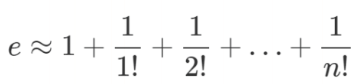 e ≈ 1 + 1/1! + 1/2! + … + 1/n!